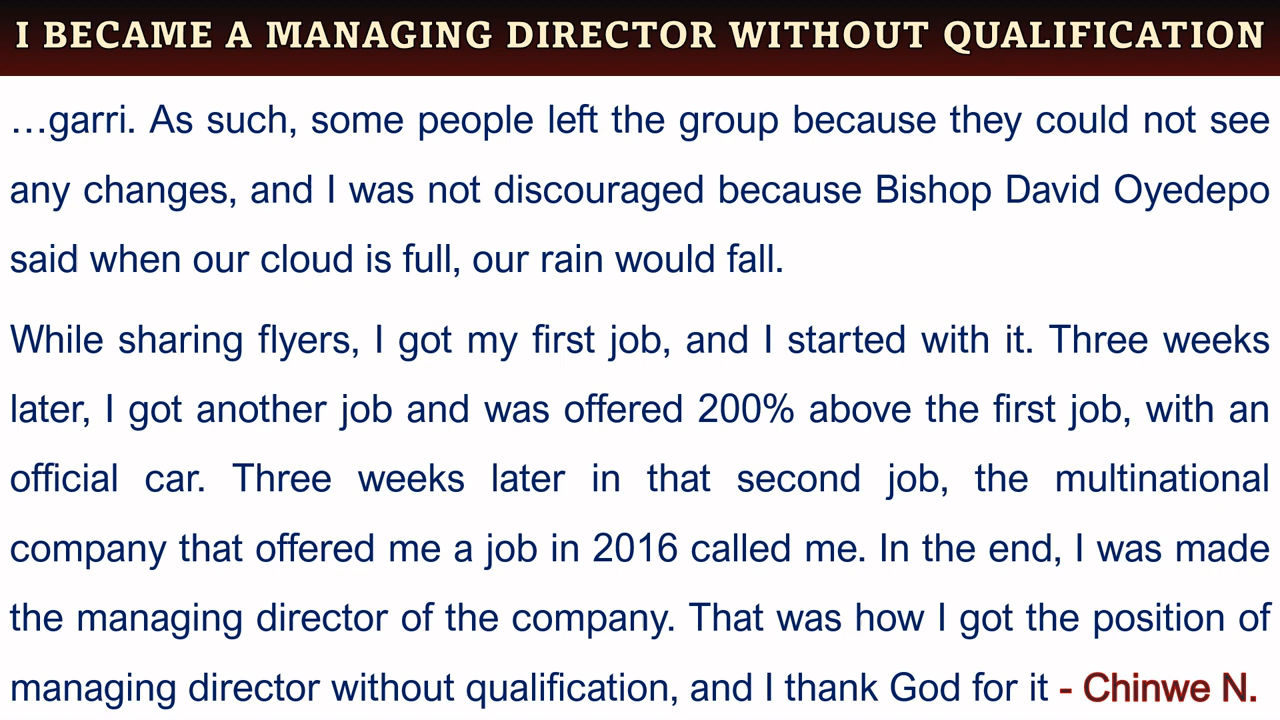 I BECAME A MANAGING DIRECTOR WITHOUT QUALIFICATION
…garri. As such, some people left the group because they could not see
any changes, and I was not discouraged because Bishop David Oyedepo
said when our cloud is full, our rain would fall.
While sharing flyers, I got my first job, and I started with it. Three weeks
later, I got another job and was offered 200% above the first job, with an
official car. Three weeks later in that second job, the multinational
company that offered me a job in 2016 called me. In the end, I was made
the managing director of the company. That was how I got the position of
managing director without qualification, and I thank God for it - Chinwe N.